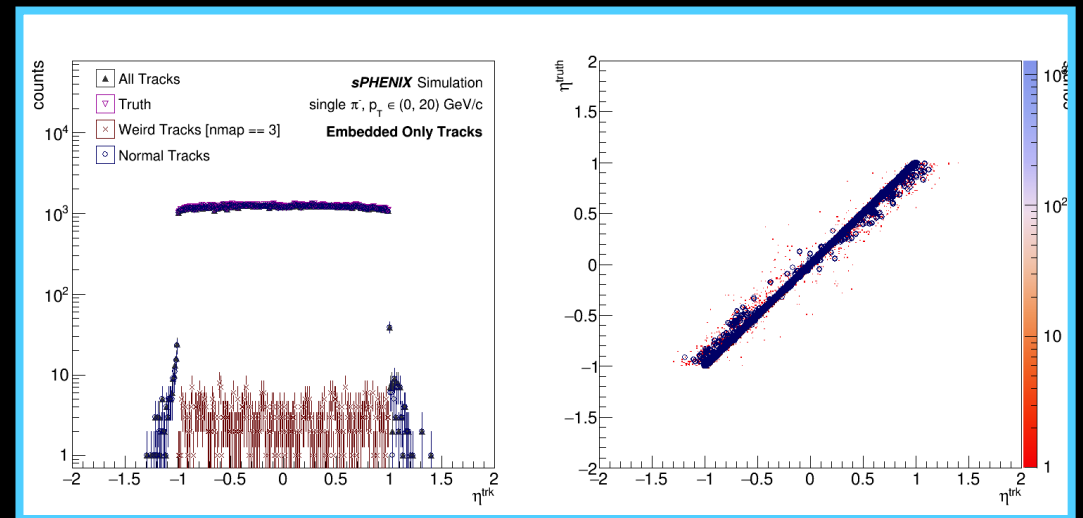 counts
All Tracks
Truth
Weird Tracks [nmap == 3]
Normal Tracks
sPHENIX Simulation
single π⁻, p_T ∈ (0, 20) GeV/c
Embedded Only Tracks
10⁴
10³
10²
10
1
−2 −1.5 −1 −0.5 0 0.5 1 1.5 2
η^trk
η^truth
2
1.5
1
0.5
0
−0.5
−1
−1.5
−2
−2 −1.5 −1 −0.5 0 0.5 1 1.5 2
η^trk
10²
10
1